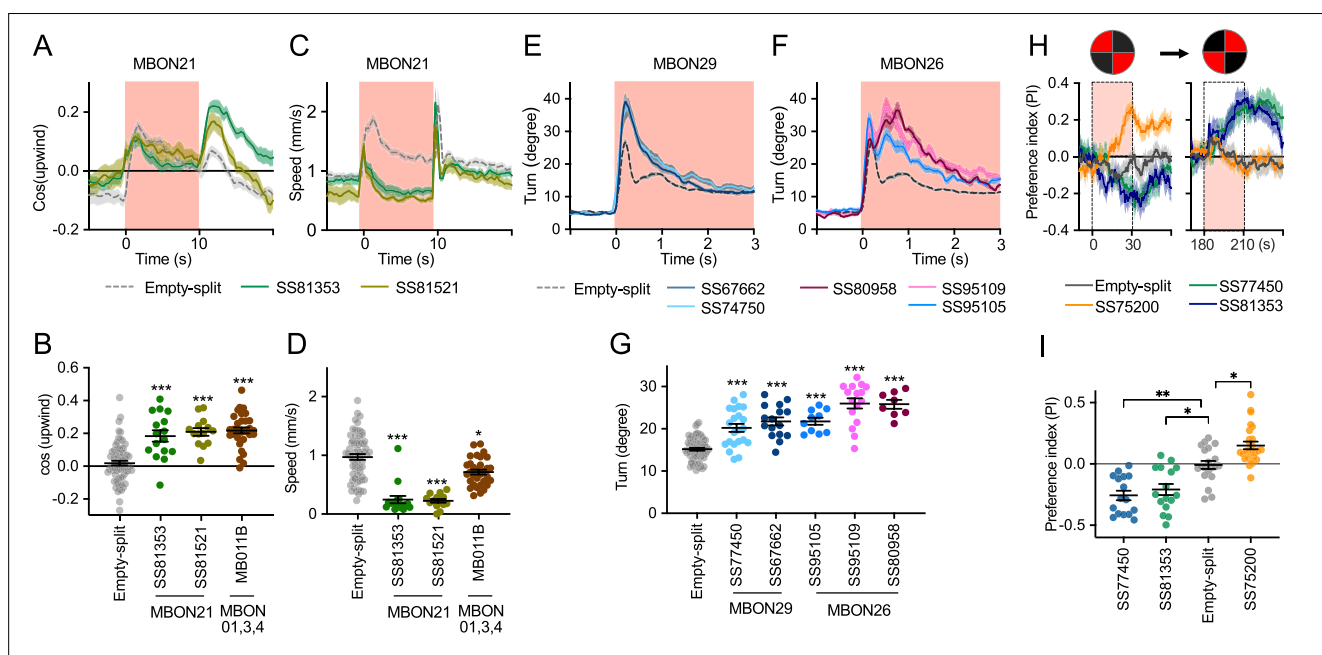 A
MBON21
Cos(upwind)
0.2
0.0
-0.2
0
10
Time (s)
C
MBON21
Speed (mm/s)
2
1
0
0
10
Time (s)
Empty-split
SS81353
SS81521
E
MBON29
Turn (degree)
40
30
20
10
0
0
1
2
3
Time (s)
Empty-split
SS67662
SS74750
F
MBON26
Turn (degree)
40
30
20
10
0
0
1
2
3
Time (s)
SS80958
SS95109
SS95105
H
Preference index (PI)
0.4
0.2
0.0
-0.2
-0.4
0
30
180
210
(s)
Empty-split
SS75200
SS77450
SS81353
B
cos (upwind)
0.6
0.4
0.2
0.0
-0.2
***
***
***
Empty-split
SS81353
SS81521
MB011B
MBON21
MBON
01,3,4
D
Speed (mm/s)
2
1
0
***
***
*
Empty-split
SS81353
SS81521
MB011B
MBON21
MBON
01,3,4
G
Turn (degree)
30
20
10
0
***
***
***
***
***
Empty-split
SS77450
SS67662
SS95105
SS95109
SS80958
MBON29
MBON26
I
Preference index (PI)
0.5
0.0
-0.5
**
*
*
SS77450
SS81353
Empty-split
SS75200